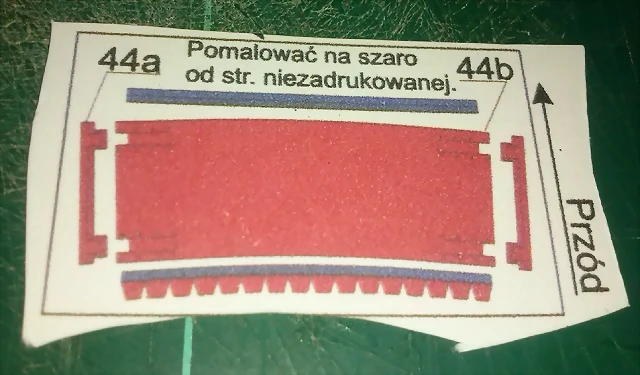 44a
Pomalować na szaro
od str. niezadrukowanej.
44b
Przód